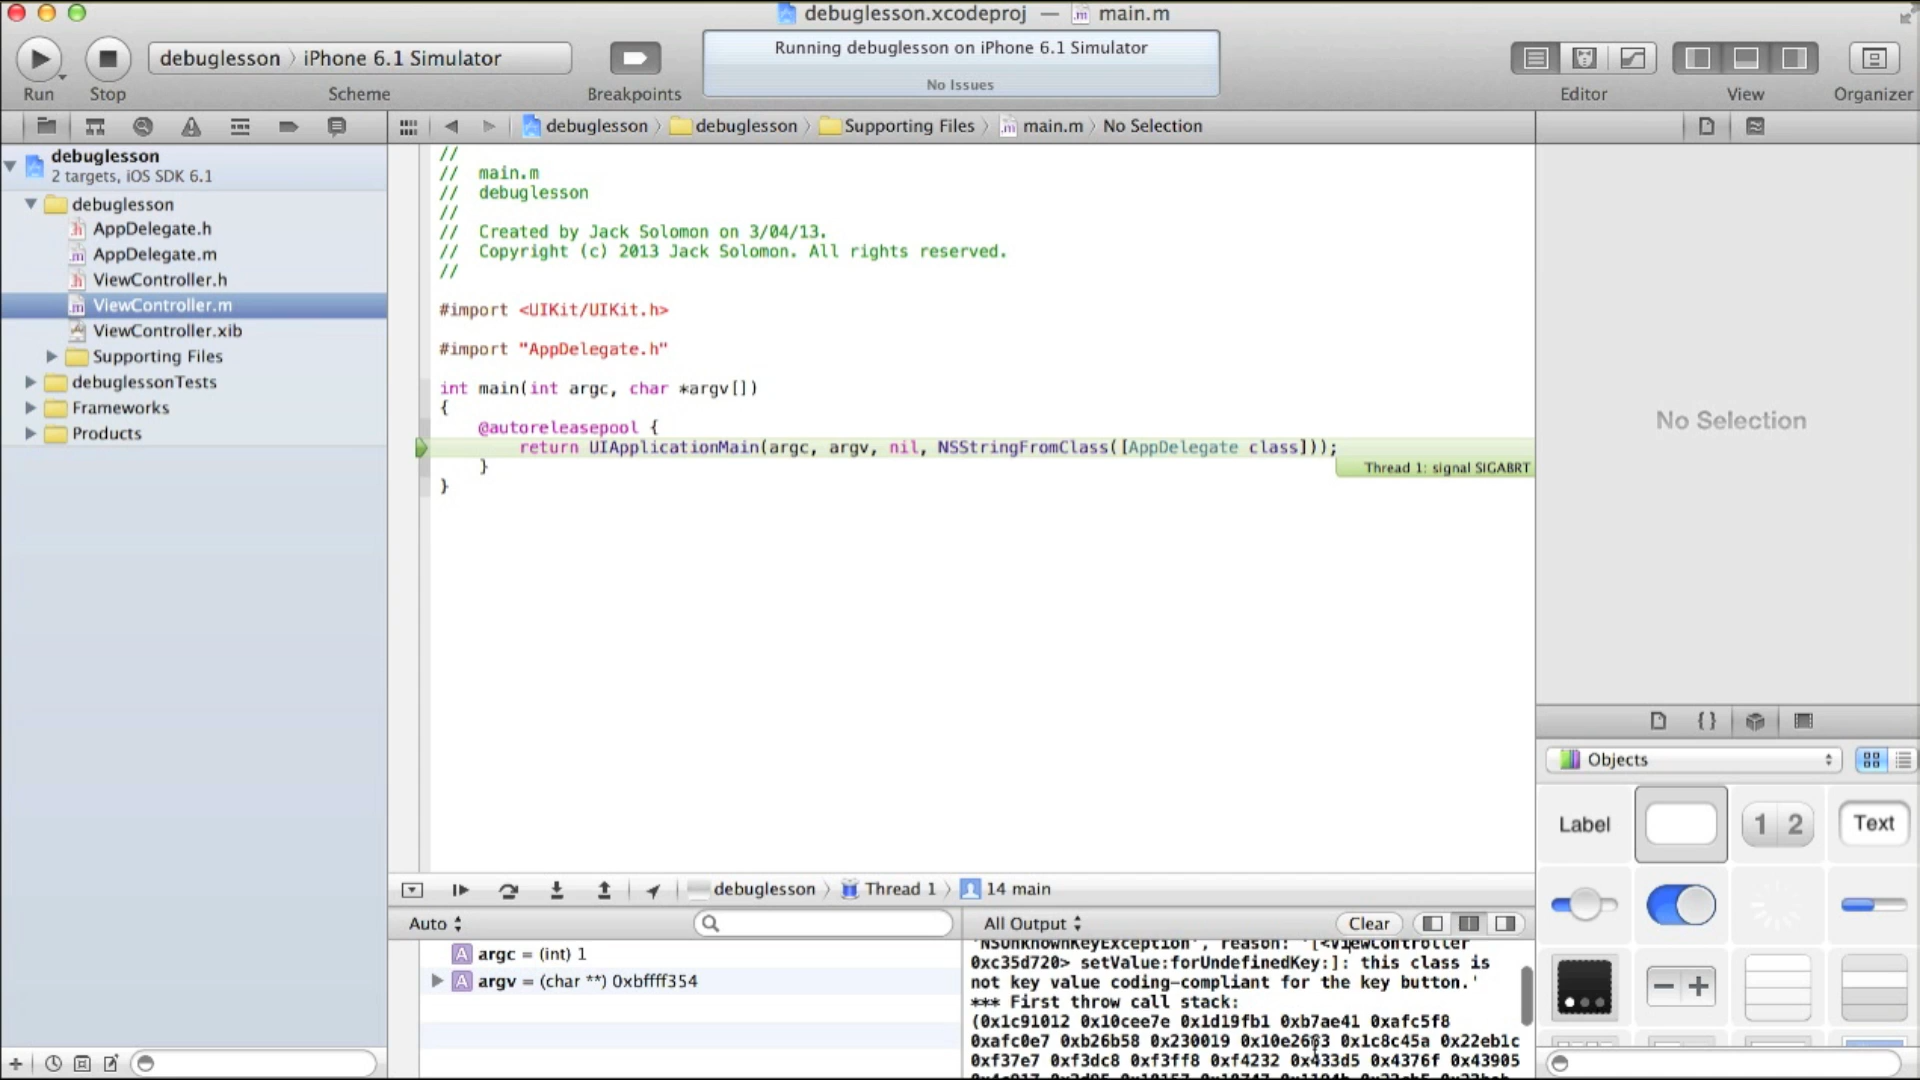 debuglesson.xcodeproj — main.m
debuglesson › iPhone 6.1 Simulator
Running debuglesson on iPhone 6.1 Simulator
No Issues
Run Stop Scheme Breakpoints Editor View Organizer
debuglesson debuglesson Supporting Files main.m No Selection
debuglesson
2 targets, iOS SDK 6.1
debuglesson
AppDelegate.h
AppDelegate.m
ViewController.h
ViewController.m
ViewController.xib
Supporting Files
debuglessonTests
Frameworks
Products
//
// main.m
// debuglesson
//
// Created by Jack Solomon on 3/04/13.
// Copyright (c) 2013 Jack Solomon. All rights reserved.
//
#import <UIKit/UIKit.h>
#import "AppDelegate.h"
int main(int argc, char *argv[])
{
@autoreleasepool {
return UIApplicationMain(argc, argv, nil, NSStringFromClass([AppDelegate class]));
Thread 1: signal SIGABRT
}
}
debuglesson Thread 1 14 main
Auto
A argc = (int) 1
A argv = (char **) 0xbffff354
All Output Clear
'NSUnknownKeyException', reason: '[<ViewController
0xc35d720> setValue:forUndefinedKey:]: this class is
not key value coding-compliant for the key button.'
*** First throw call stack:
(0x1c91012 0x10cee7e 0x1d19fb1 0xb7ae41 0xafc5f8
0xafc0e7 0xb26b58 0x230019 0x10e2663 0x1c8c45a 0x22eb1c
0xf37e7 0xf3dc8 0xf3ff8 0xf4232 0x433d5 0x4376f 0x43905
No Selection
{ }
Objects
Label
1 2
Text